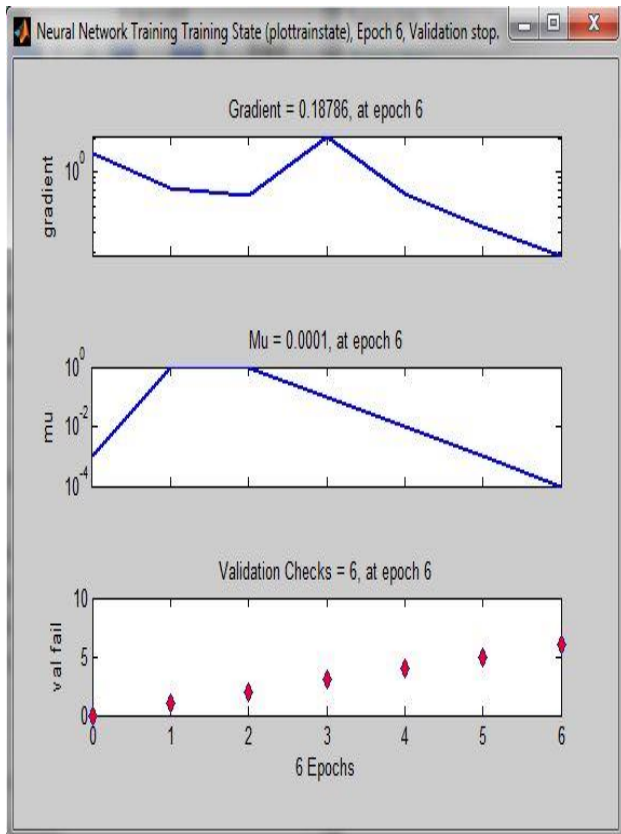 Neural Network Training Training State (plottrainstate), Epoch 6, Validation stop.
Gradient = 0.18786, at epoch 6
10^0
gradient
Mu = 0.0001, at epoch 6
10^0
10^-2
10^-4
mu
Validation Checks = 6, at epoch 6
10
5
0
val fail
0 1 2 3 4 5 6
6 Epochs